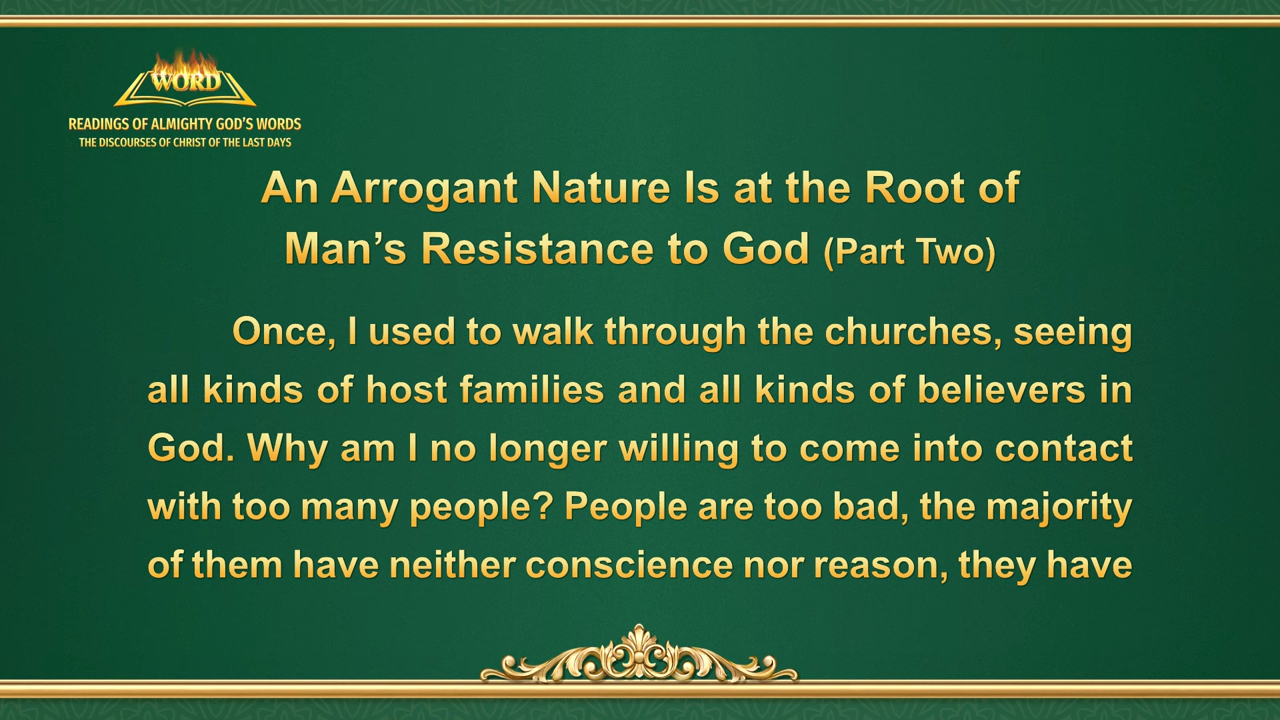 WORD
READINGS OF ALMIGHTY GOD'S WORDS
THE DISCOURSES OF CHRIST OF THE LAST DAYS
An Arrogant Nature Is at the Root of
Man’s Resistance to God (Part Two)
Once, I used to walk through the churches, seeing
all kinds of host families and all kinds of believers in
God. Why am I no longer willing to come into contact
with too many people? People are too bad, the majority
of them have neither conscience nor reason, they have